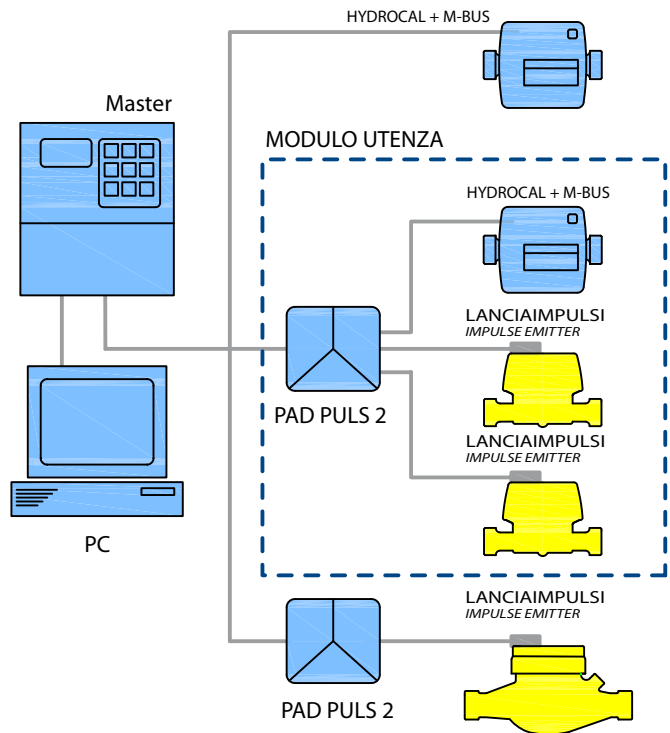 HYDROCAL + M-BUS
Master
MODULO UTENZA
HYDROCAL + M-BUS
LANCIAIMPULSI
IMPULSE EMITTER
PAD PULS 2
LANCIAIMPULSI
IMPULSE EMITTER
PC
LANCIAIMPULSI
IMPULSE EMITTER
PAD PULS 2